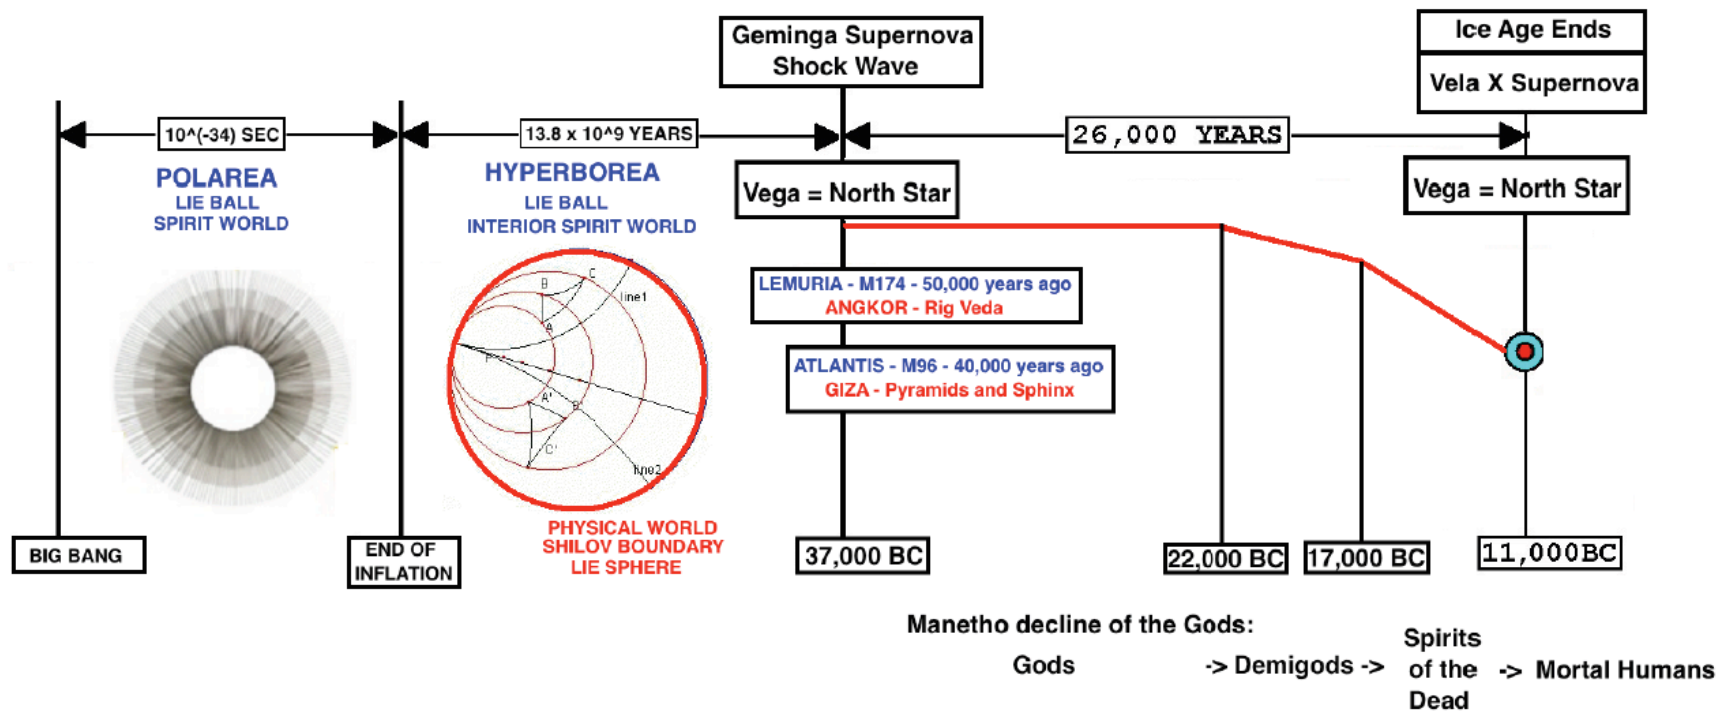 Geminga Supernova
Shock Wave
Ice Age Ends
Vela X Supernova
10^(-34) SEC
13.8 x 10^9 YEARS
26,000 YEARS
POLAREA
LIE BALL
SPIRIT WORLD
HYPERBOREA
LIE BALL
INTERIOR SPIRIT WORLD
Vega = North Star
Vega = North Star
B
C
line1
A
P
A'
B'
C'
line2
LEMURIA - M174 - 50,000 years ago
ANGKOR - Rig Veda
ATLANTIS - M96 - 40,000 years ago
GIZA - Pyramids and Sphinx
PHYSICAL WORLD
SHILOV BOUNDARY
LIE SPHERE
BIG BANG
END OF
INFLATION
37,000 BC
22,000 BC
17,000 BC
11,000BC
Manetho decline of the Gods:
Gods -> Demigods -> Spirits
of the
Dead -> Mortal Humans